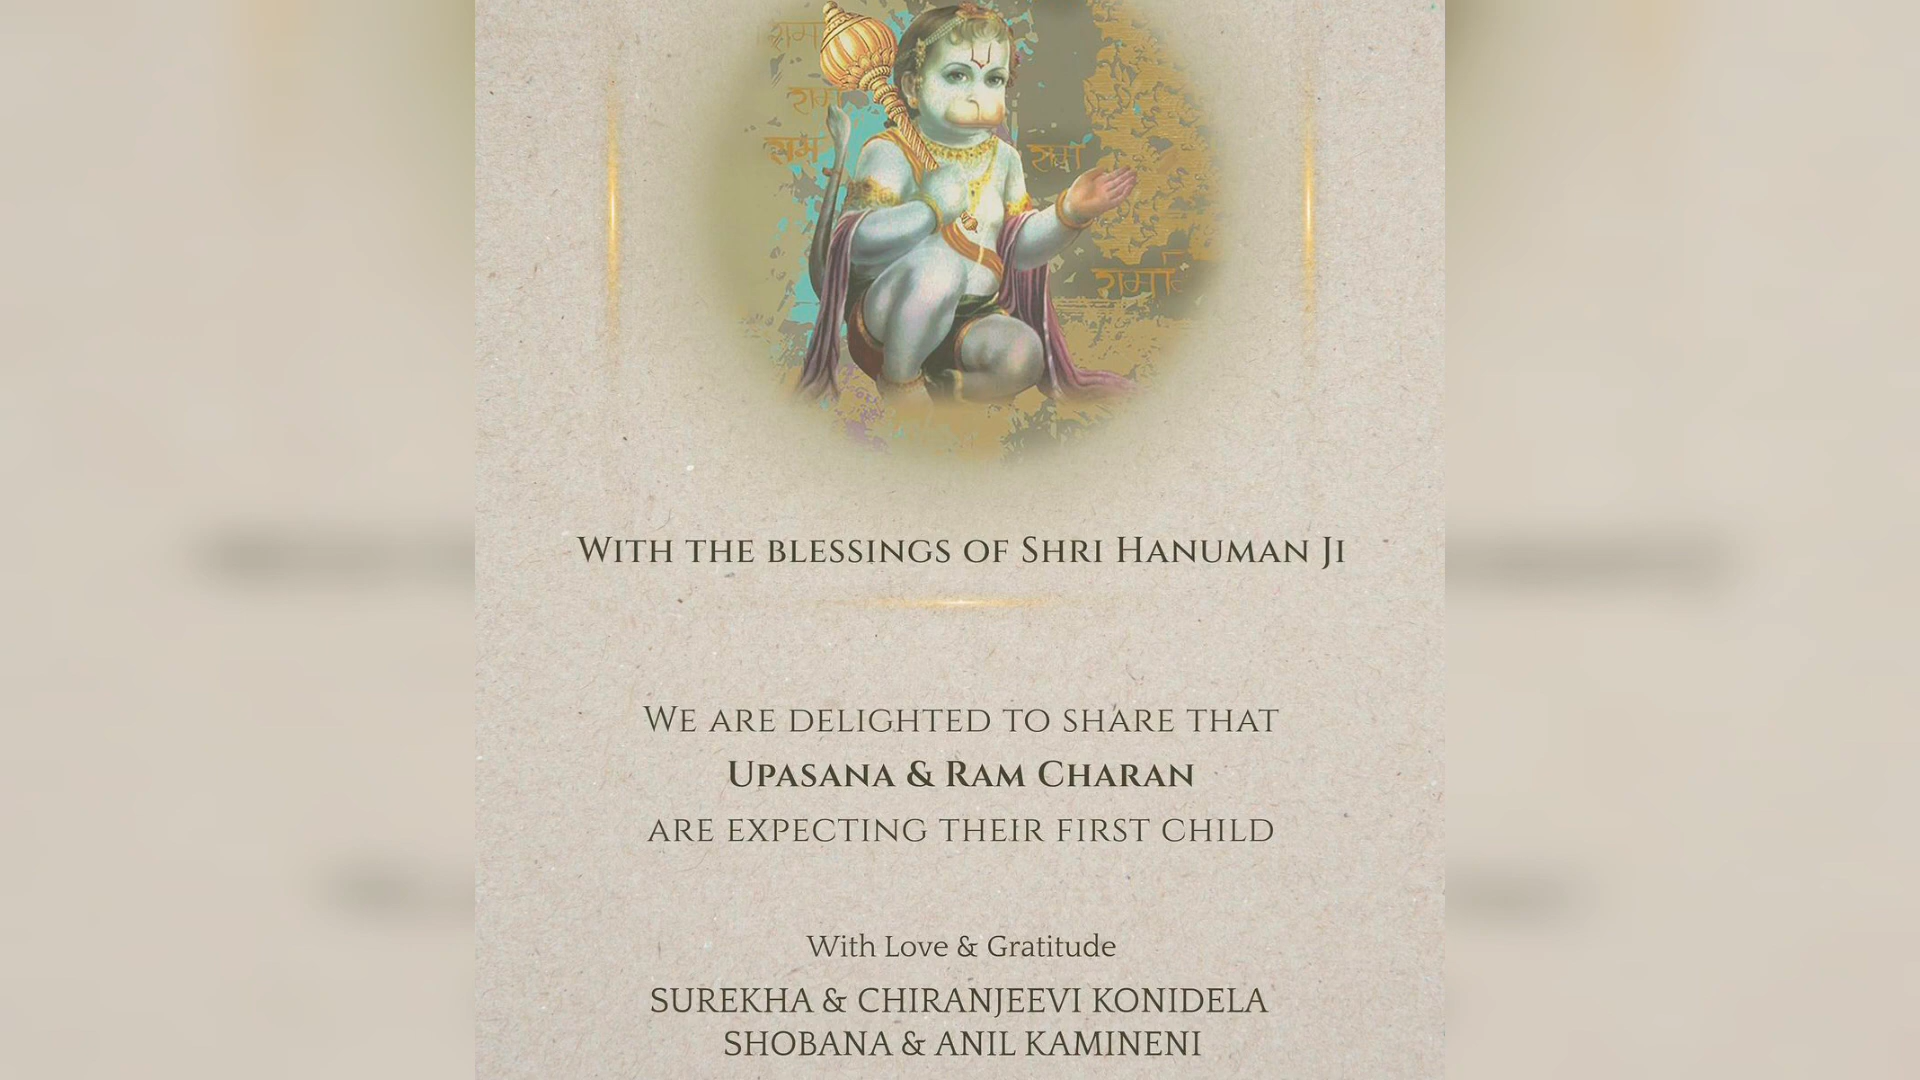 राम
राम
राम
राम
राम
With the blessings of Shri Hanuman Ji
We are delighted to share that
Upasana & Ram Charan
are expecting their first child
With Love & Gratitude
SUREKHA & CHIRANJEEVI KONIDELA
SHOBANA & ANIL KAMINENI